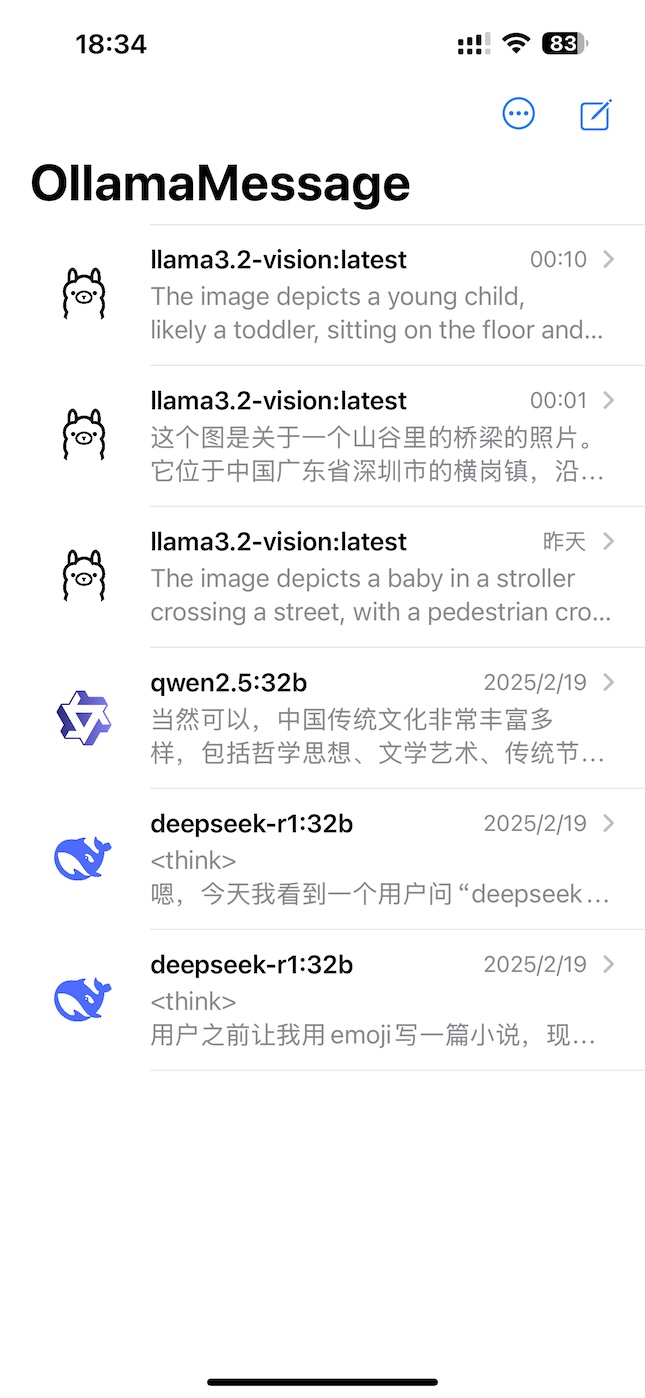 18:34
83
OllamaMessage
llama3.2-vision:latest 00:10
The image depicts a young child,
likely a toddler, sitting on the floor and...
llama3.2-vision:latest 00:01
这个图是关于一个山谷里的桥梁的照片。
它位于中国广东省深圳市的横岗镇，沿...
llama3.2-vision:latest 昨天
The image depicts a baby in a stroller
crossing a street, with a pedestrian cro...
qwen2.5:32b 2025/2/19
当然可以，中国传统文化非常丰富多
样，包括哲学思想、文学艺术、传统节...
deepseek-r1:32b 2025/2/19
<think>
嗯，今天我看到一个用户问“deepseek...
deepseek-r1:32b 2025/2/19
<think>
用户之前让我用emoji写一篇小说，现...